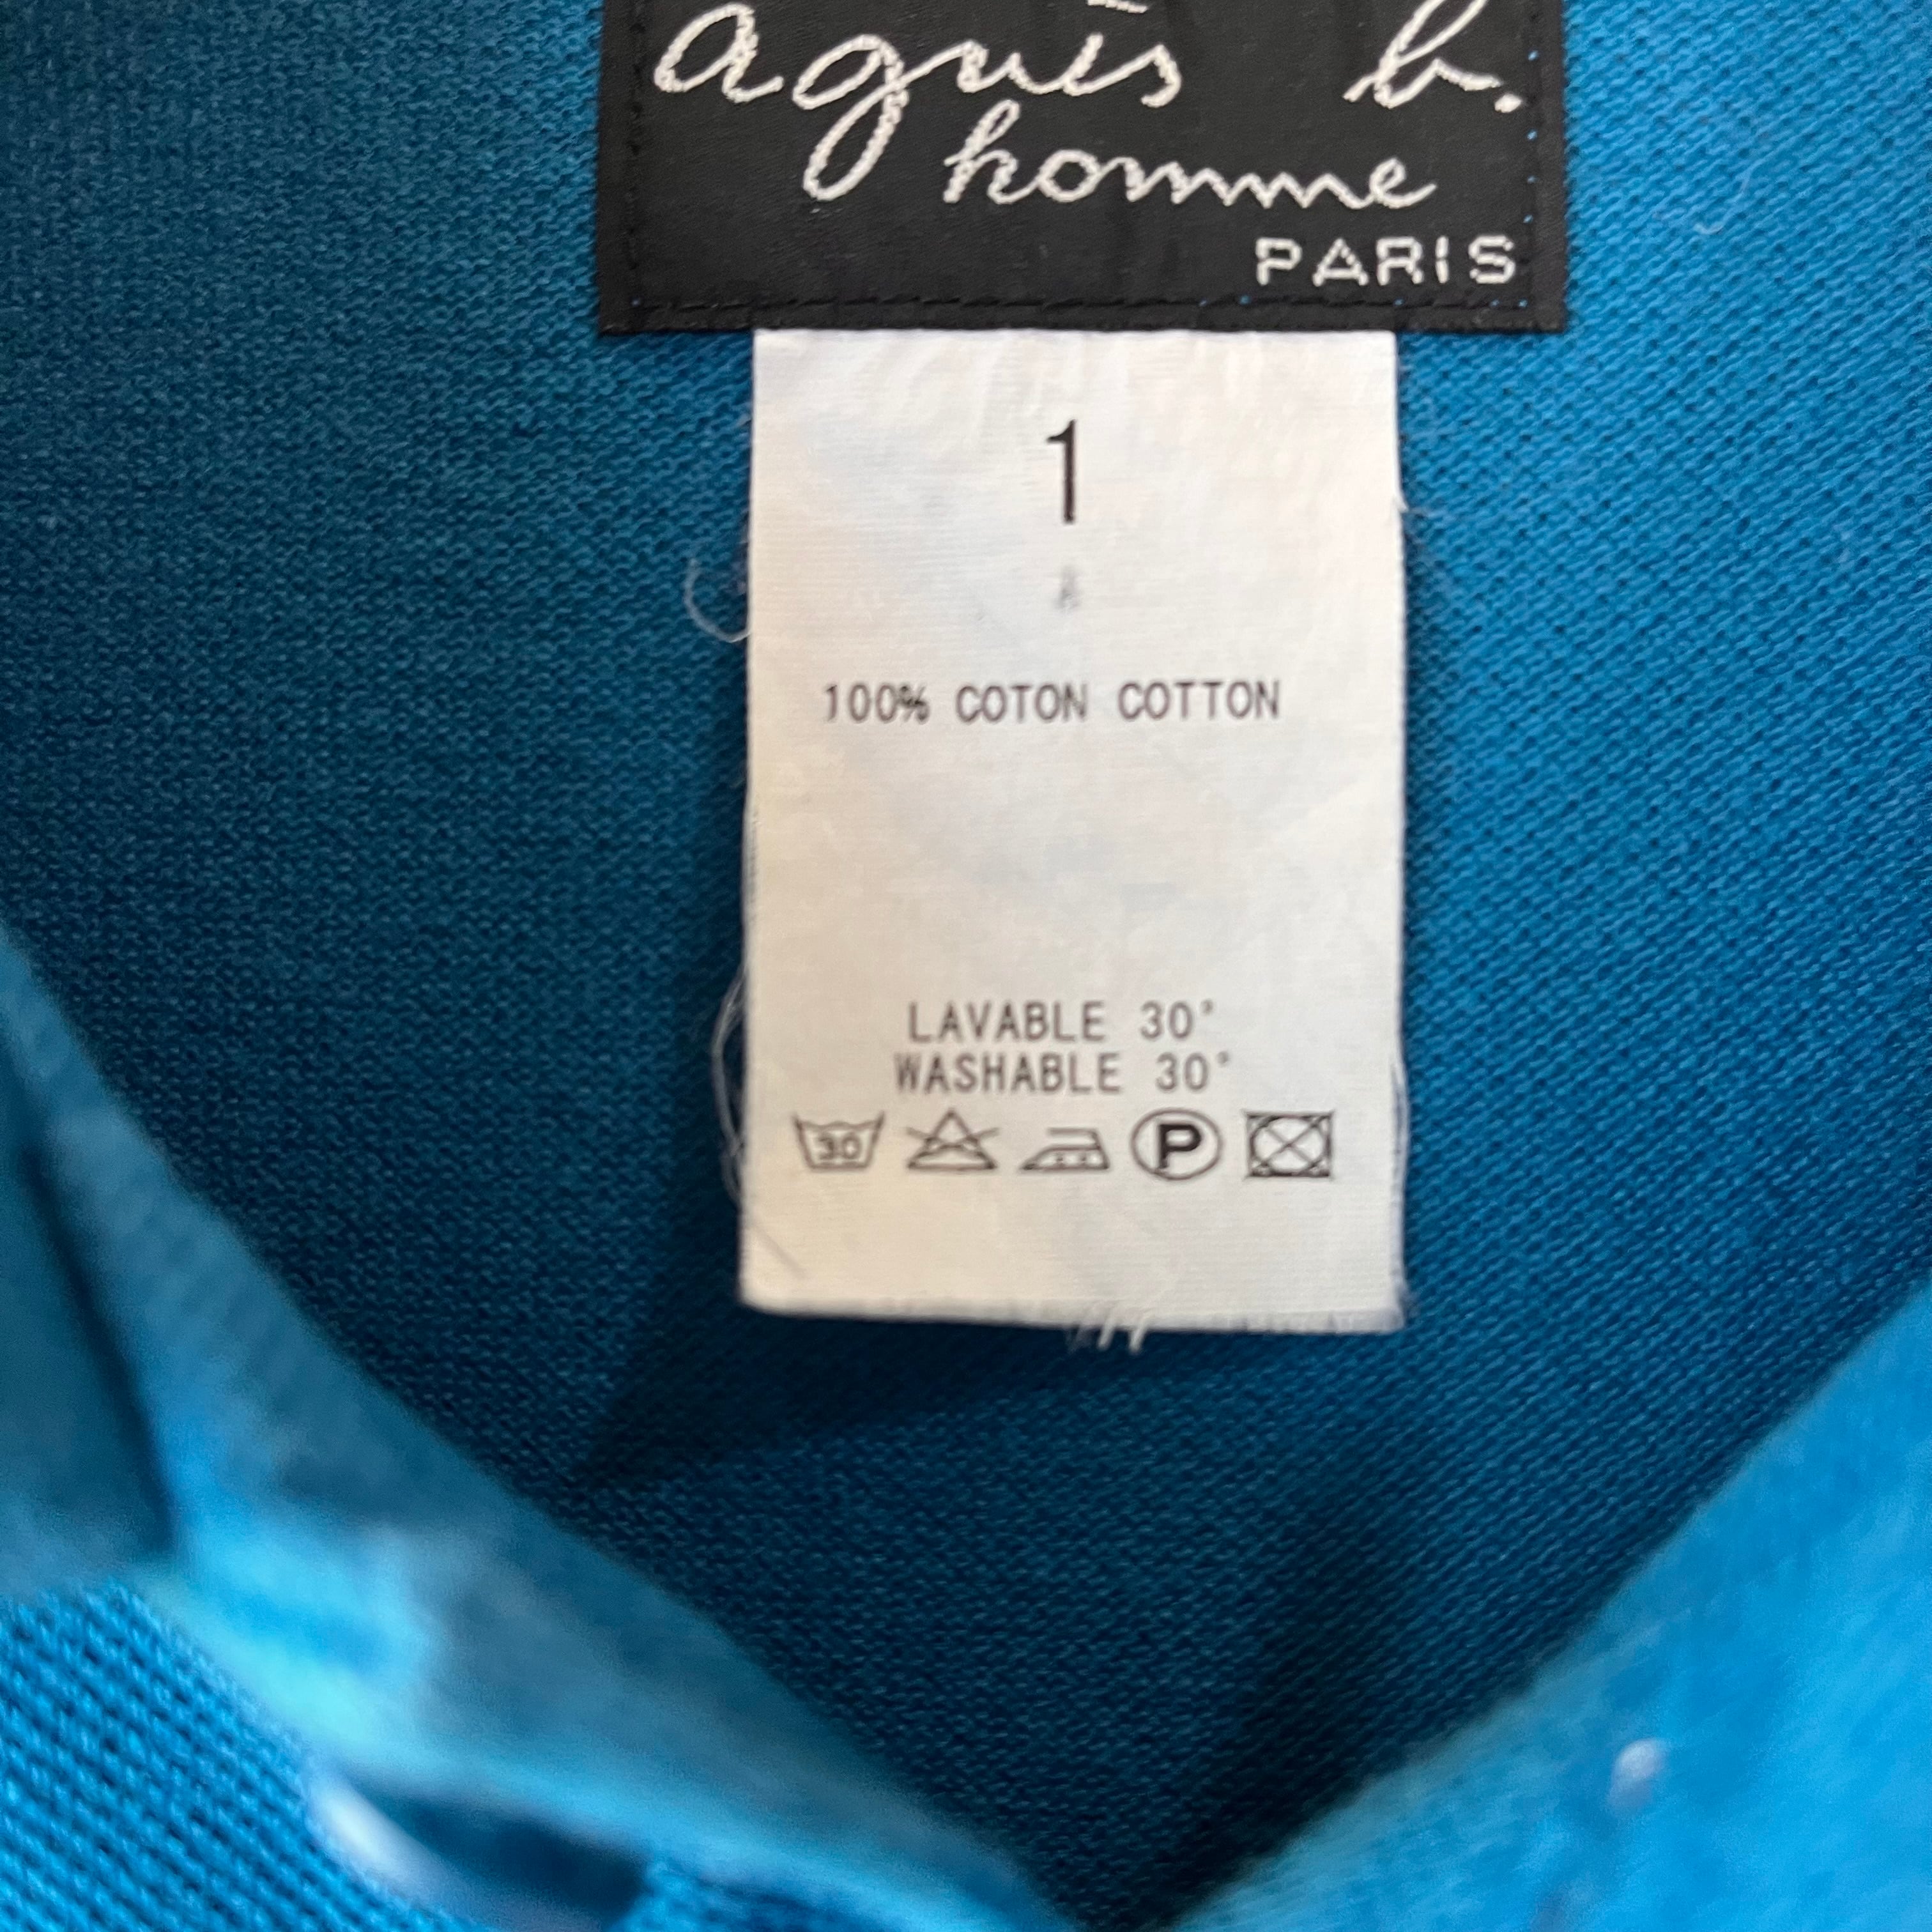 agnès b.
homme
PARIS
1
100% COTON COTTON
LAVABLE 30°
WASHABLE 30°
30 P